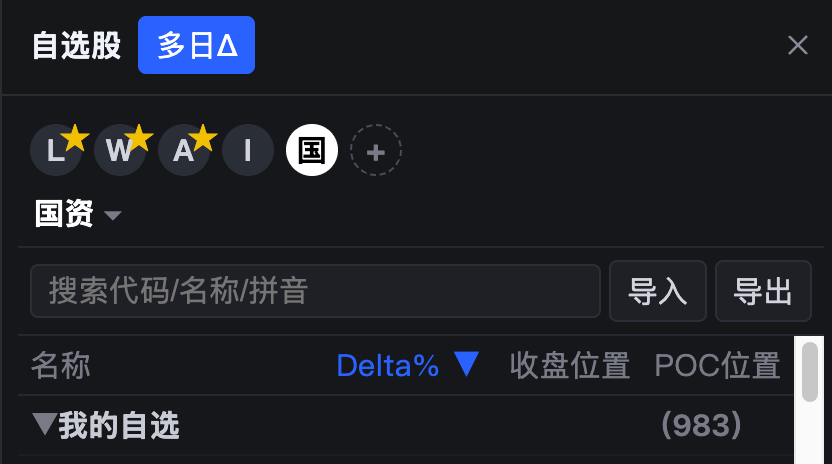 自选股 多日Δ
L W A I 国 +
国资
搜索代码/名称/拼音 导入 导出
名称 Delta% ▼ 收盘位置 POC位置
▼我的自选 (983)